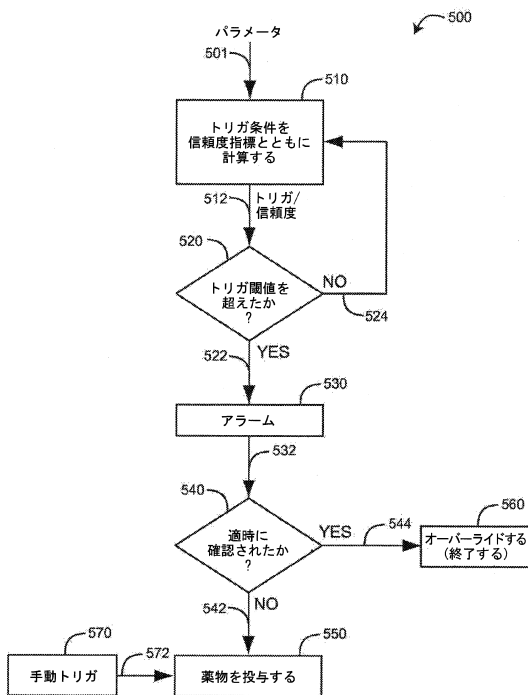 500
パラメータ
501
510
トリガ条件を
信頼度指標とともに
計算する
512
トリガ/
信頼度
520
トリガ閾値を
超えたか
?
NO
524
522
YES
530
アラーム
532
540
適時に
確認されたか
?
YES
544
560
オーバーライドする
(終了する)
542
NO
550
570
手動トリガ
572
薬物を投与する